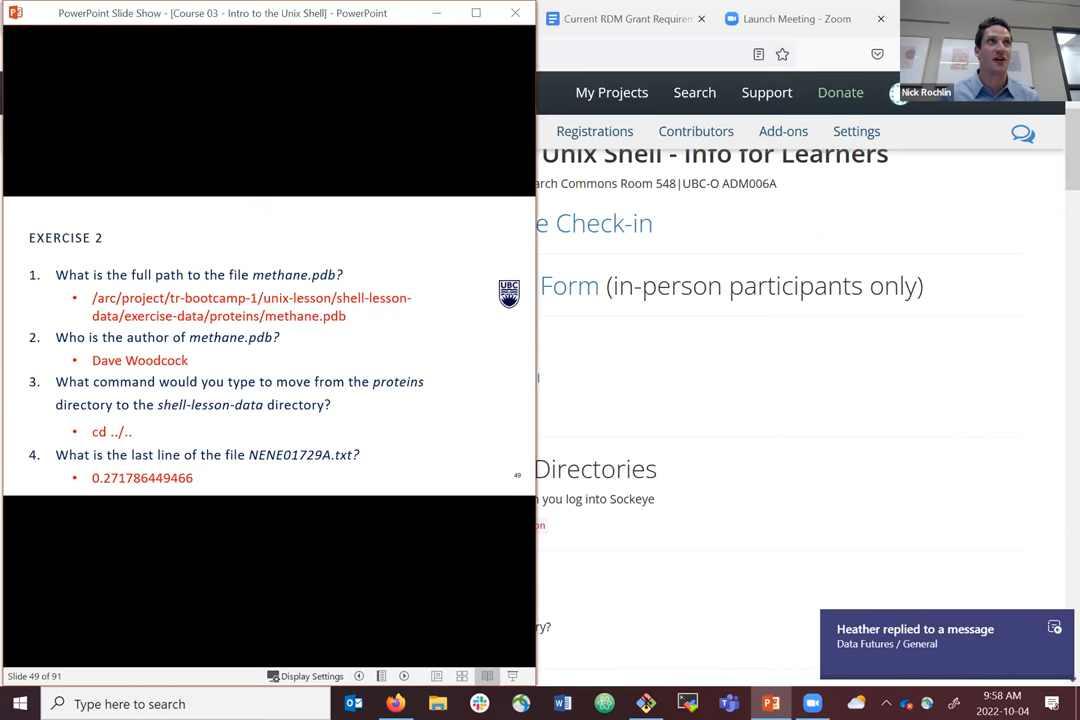 PowerPoint Slide Show - [Course 03 - Intro to the Unix Shell] - PowerPoint
Current RDM Grant Requirem
Launch Meeting - Zoom
Nick Rochlin
My Projects Search Support Donate
Registrations Contributors Add-ons Settings
Unix Shell - Info for Learners
arch Commons Room 548|UBC-O ADM006A
e Check-in
Form (in-person participants only)
Directories
n you log into Sockeye
on
ry?
EXERCISE 2
1. What is the full path to the file methane.pdb?
• /arc/project/tr-bootcamp-1/unix-lesson/shell-lesson-
data/exercise-data/proteins/methane.pdb
2. Who is the author of methane.pdb?
• Dave Woodcock
3. What command would you type to move from the proteins
directory to the shell-lesson-data directory?
• cd ../..
4. What is the last line of the file NENE01729A.txt?
• 0.271786449466
49
UBC
Heather replied to a message
Data Futures / General
Slide 49 of 91
Display Settings
Type here to search
9:58 AM
2022-10-04